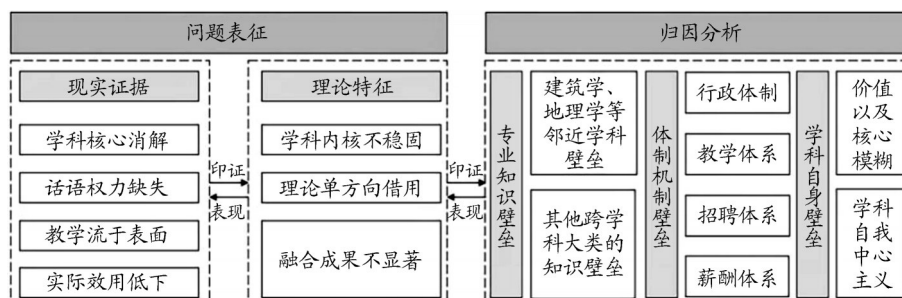 问题表征
归因分析
现实证据
学科核心消解
话语权力缺失
教学流于表面
实际效用低下
印证
表现
理论特征
学科内核不稳固
理论单方向借用
融合成果不显著
印证
表现
专业知识壁垒
建筑学、
地理学等
邻近学科
壁垒
其他跨学
科大类的
知识壁垒
体制机制壁垒
行政体制
教学体系
招聘体系
薪酬体系
学科自身壁垒
价值
以及
核心
模糊
学科
自我
中心
主义